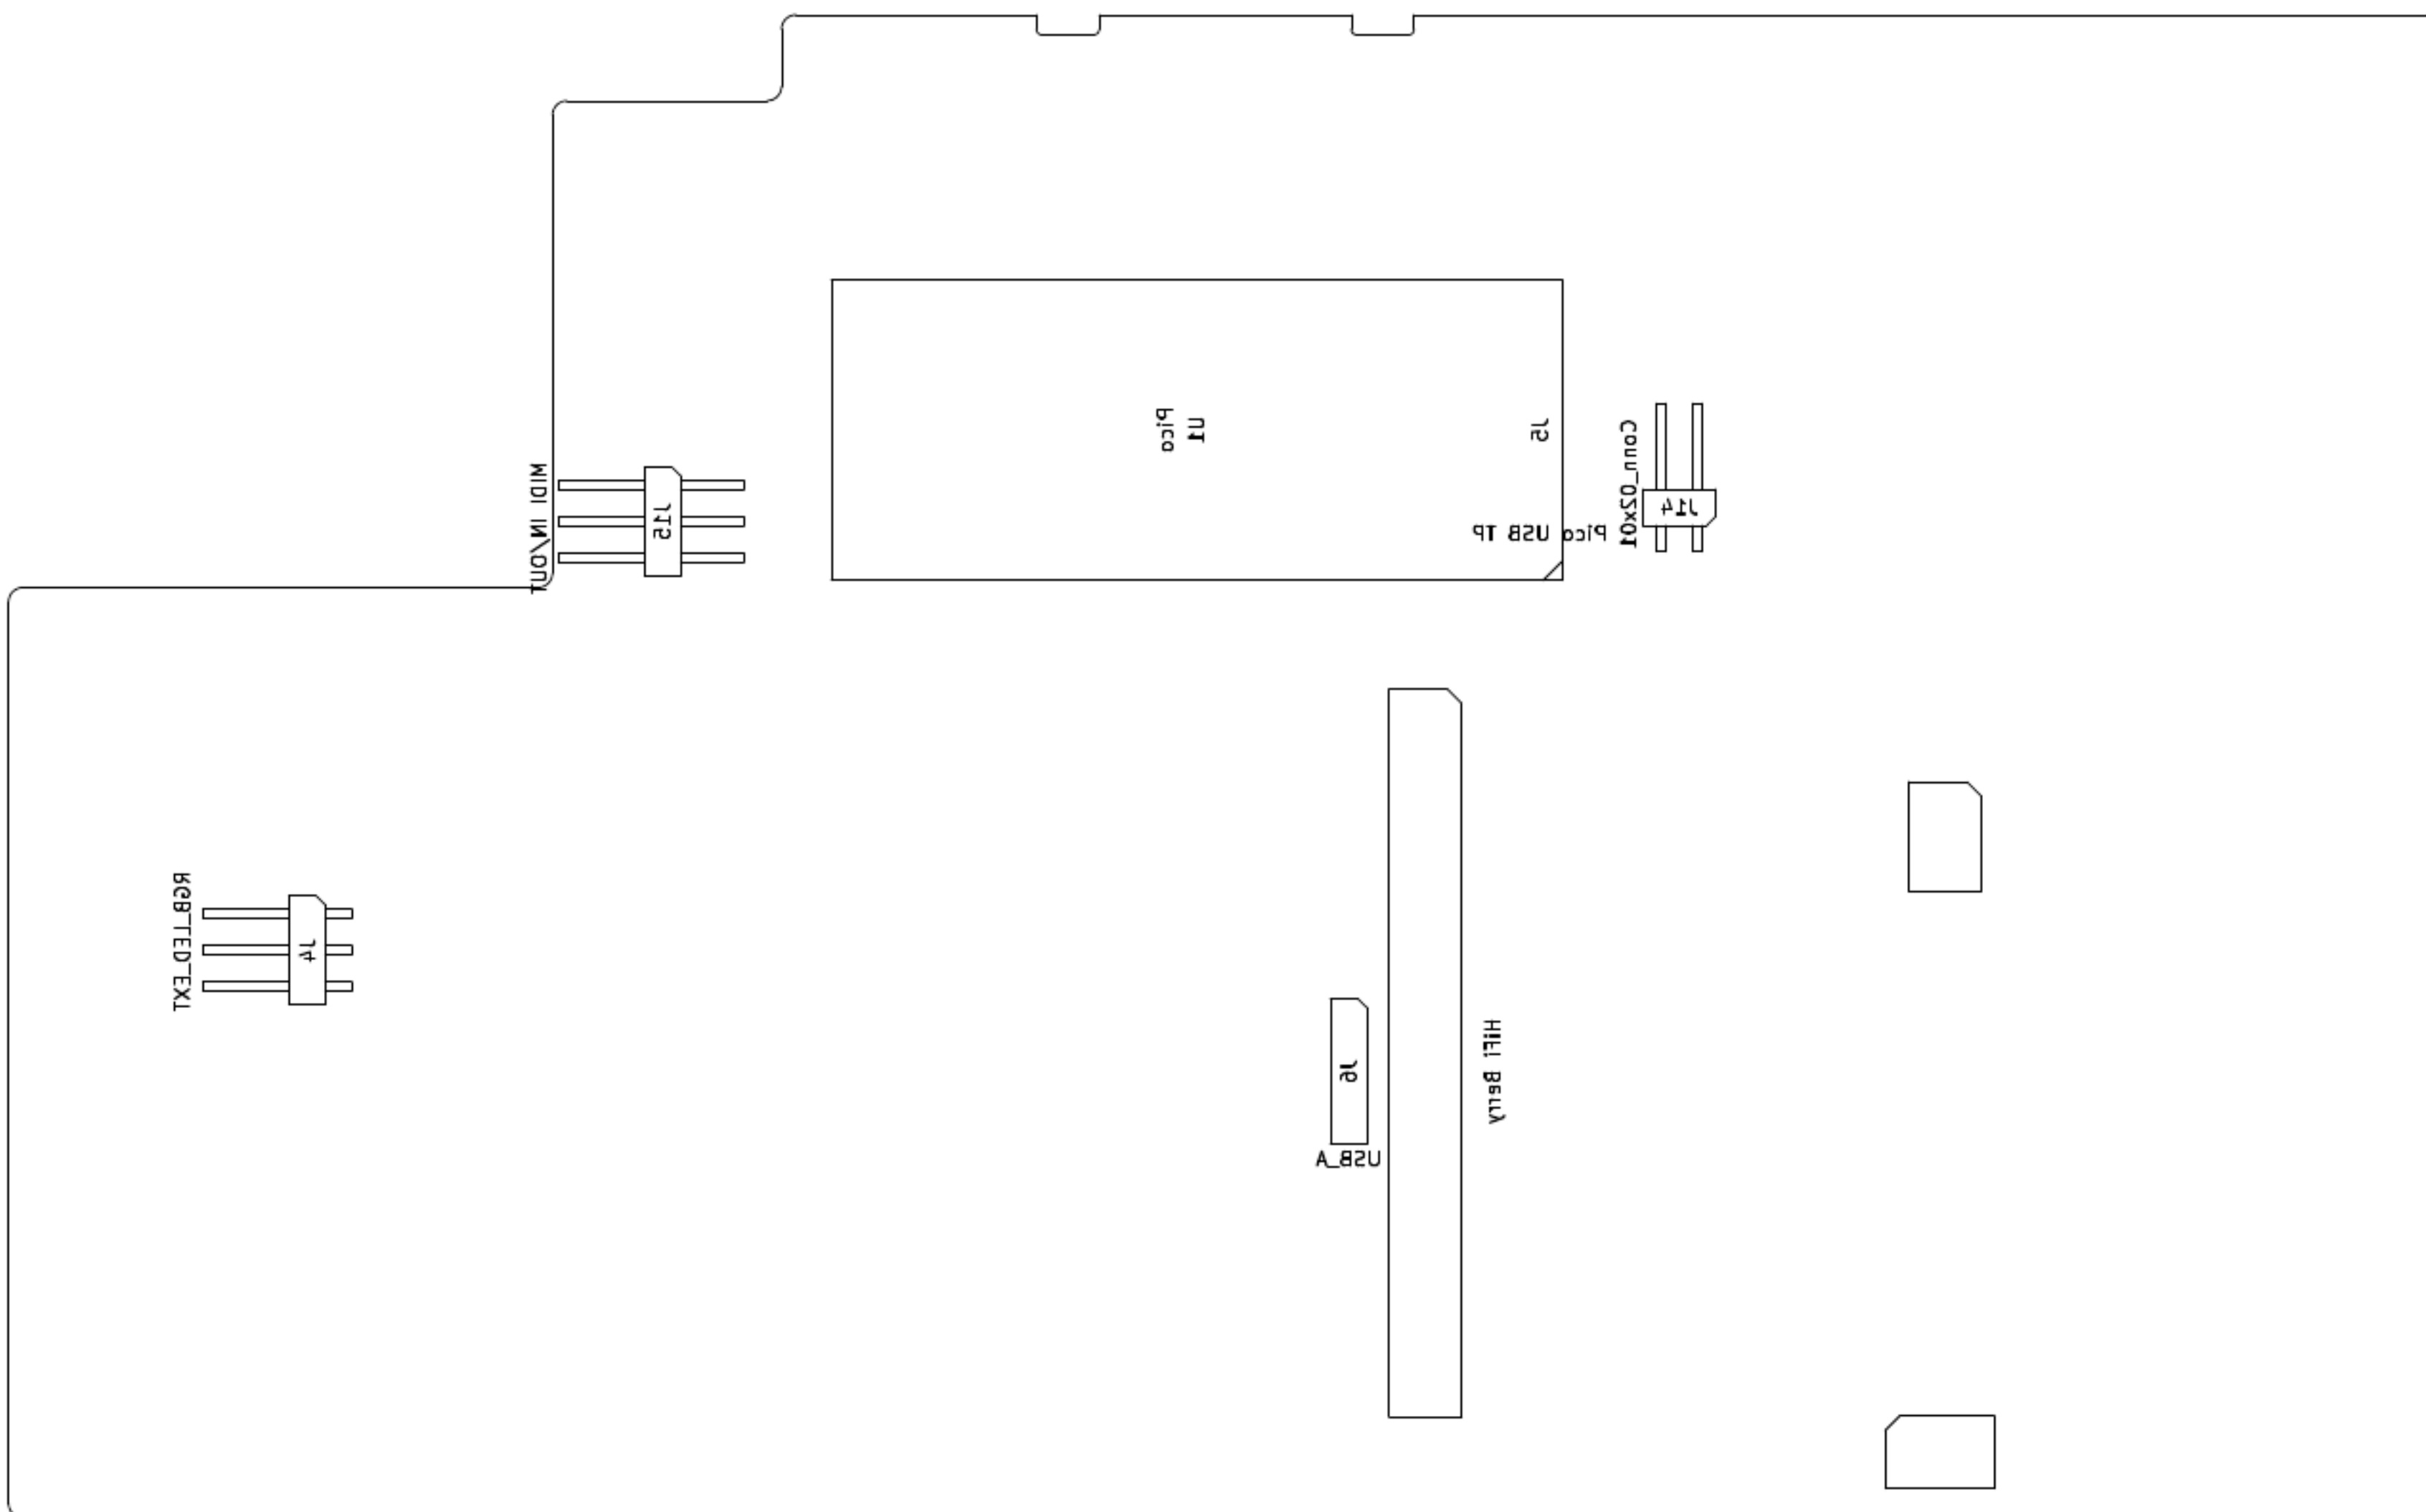 U1
Pico
J5
Conn_02x01
J14
Pico USB TP
MIDI IN/OUT
J15
RGB_LED_EXT
J4
J6
USB_A
HiFi Berry